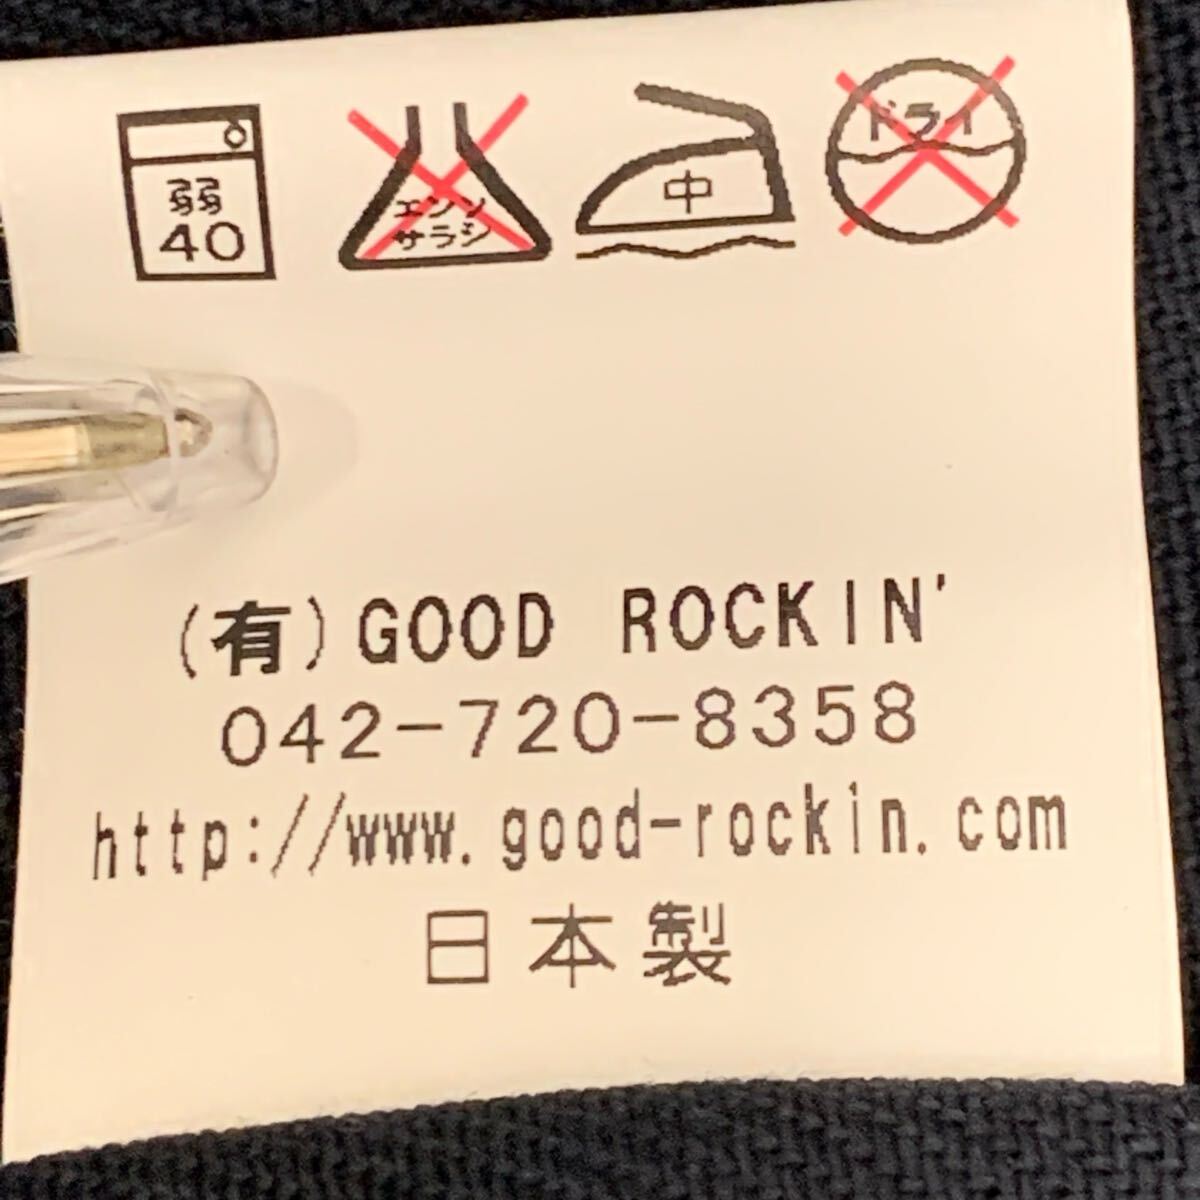 弱 40
エンソ サラシ
中
ドライ
(有)GOOD ROCKIN'
042-720-8358
http://www.good-rockin.com
日本製